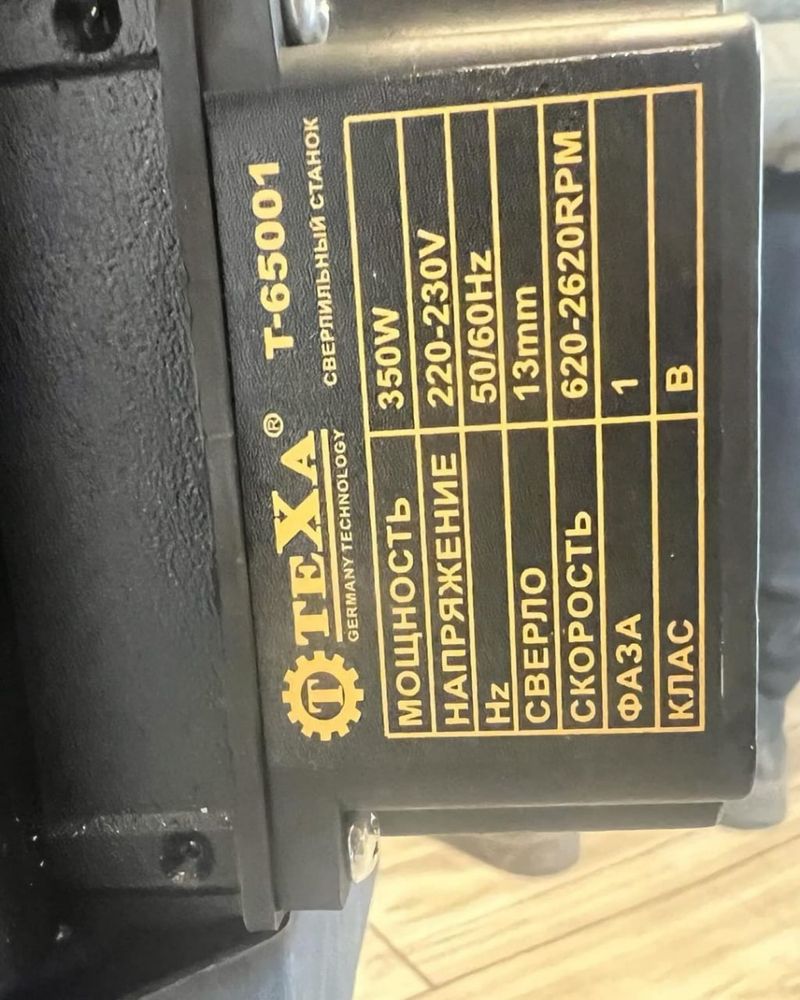 T
TEXA® T-65001
GERMANY TECHNOLOGY СВЕРЛИЛЬНЫЙ СТАНОК
МОЩНОСТЬ 350W
НАПРЯЖЕНИЕ 220-230V
Hz 50/60Hz
СВЕРЛО 13mm
СКОРОСТЬ 620-2620RPM
ФАЗА 1
КЛАС B